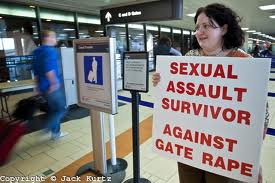 SEXUAL
ASSAULT
SURVIVOR
AGAINST
GATE RAPE
Copyright © Jack Kurtz